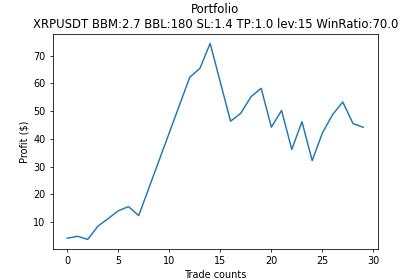 Portfolio
XRPUSDT BBM:2.7 BBL:180 SL:1.4 TP:1.0 lev:15 WinRatio:70.0
70
60
50
40
30
20
10
Profit ($)
0 5 10 15 20 25 30
Trade counts